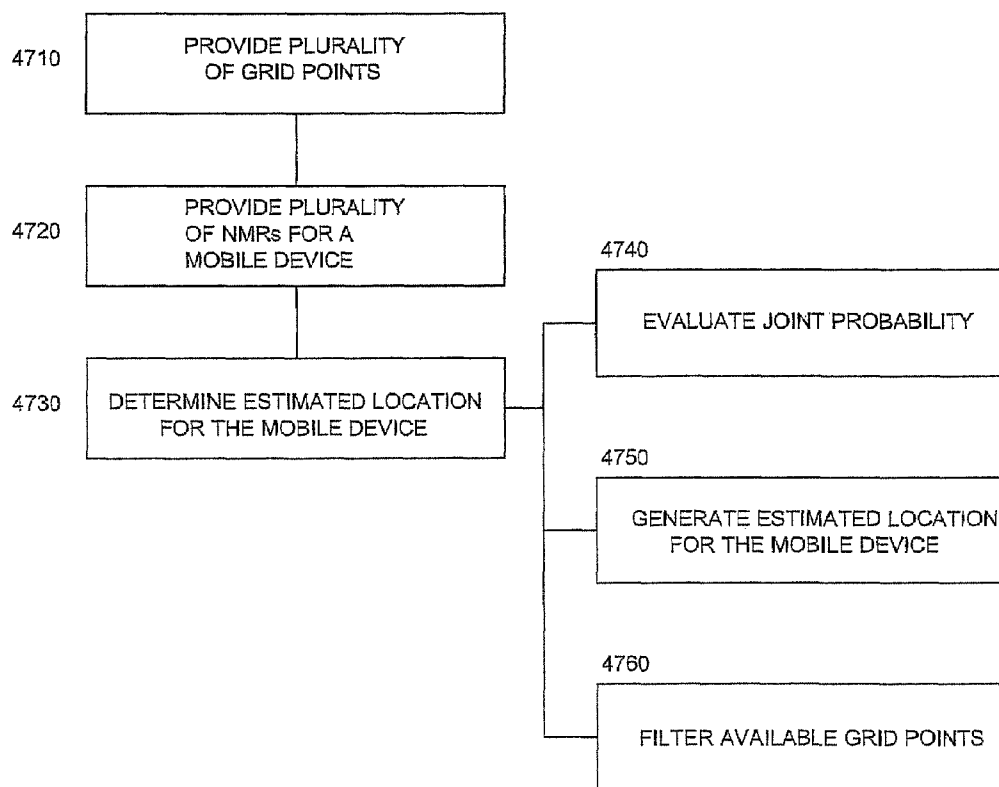 4710
PROVIDE PLURALITY
OF GRID POINTS
4720
PROVIDE PLURALITY
OF NMRs FOR A
MOBILE DEVICE
4730
DETERMINE ESTIMATED LOCATION
FOR THE MOBILE DEVICE
4740
EVALUATE JOINT PROBABILITY
4750
GENERATE ESTIMATED LOCATION
FOR THE MOBILE DEVICE
4760
FILTER AVAILABLE GRID POINTS